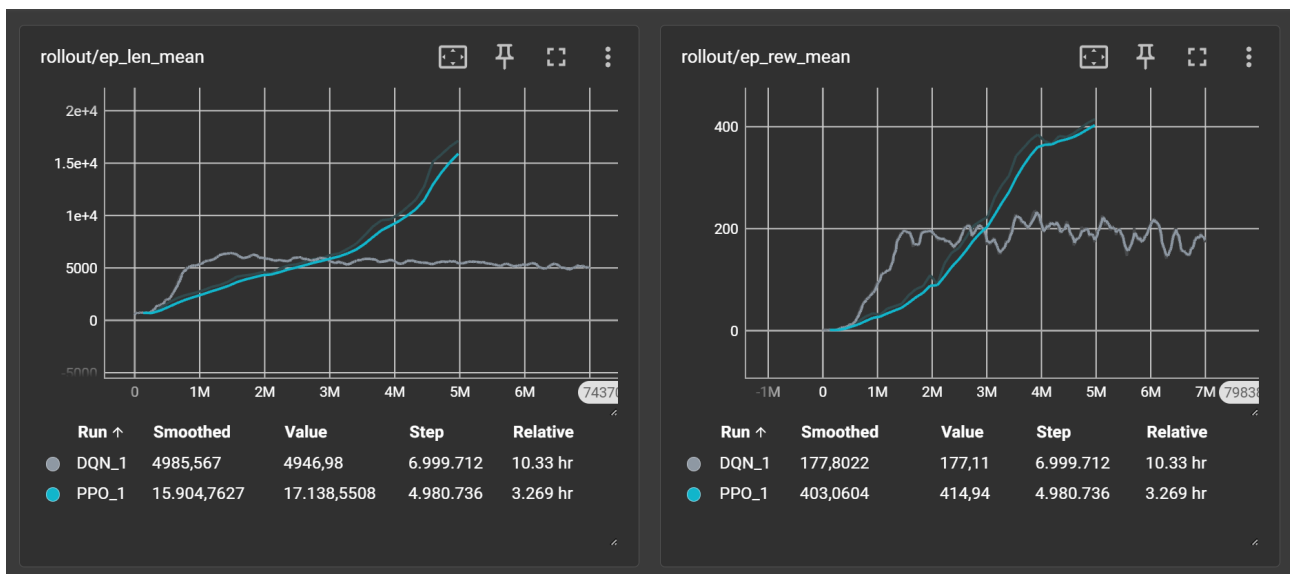 rollout/ep_len_mean
2e+4
1.5e+4
1e+4
5000
0
-5000
0 1M 2M 3M 4M 5M 7437
Run ↑ Smoothed Value Step Relative
DQN_1 4985,567 4946,98 6.999.712 10.33 hr
PPO_1 15.904,7627 17.138,5508 4.980.736 3.269 hr
rollout/ep_rew_mean
400
200
0
-1M 0 1M 2M 3M 4M 5M 6M 7M 7983
Run ↑ Smoothed Value Step Relative
DQN_1 177,8022 177,11 6.999.712 10.33 hr
PPO_1 403,0604 414,94 4.980.736 3.269 hr